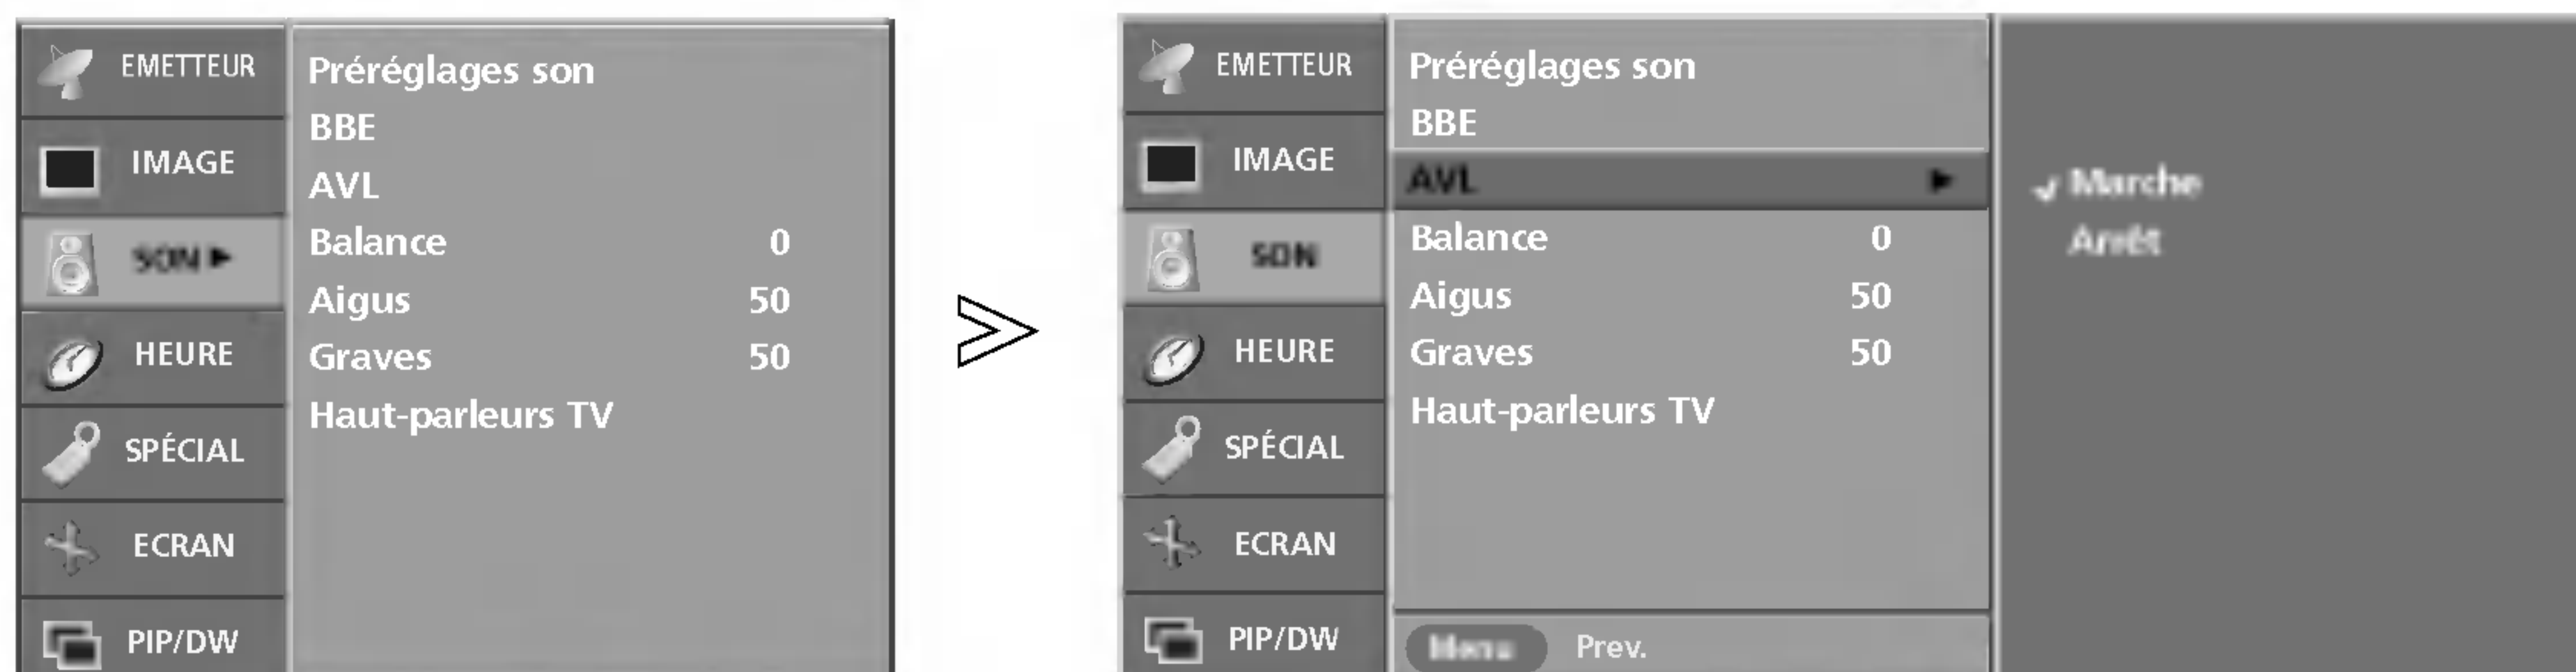 EMETTEUR
IMAGE
SON ►
HEURE
SPÉCIAL
ECRAN
PIP/DW
Préréglages son
BBE
AVL
Balance 0
Aigus 50
Graves 50
Haut-parleurs TV
EMETTEUR
IMAGE
SON
HEURE
SPÉCIAL
ECRAN
PIP/DW
Préréglages son
BBE
AVL ►
Balance 0
Aigus 50
Graves 50
Haut-parleurs TV
Menu Prev.
✓ Marche
Arrêt